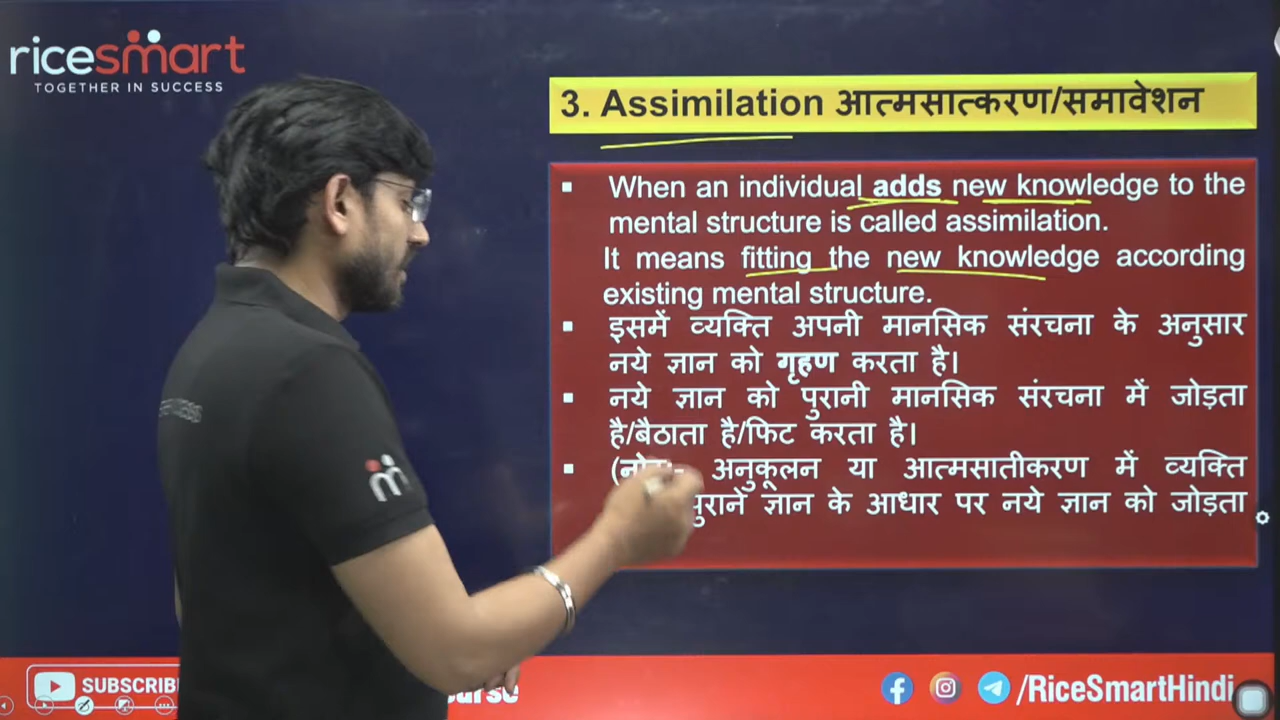 ricesmart
TOGETHER IN SUCCESS
3. Assimilation आत्मसात्करण/समावेशन
▪ When an individual adds new knowledge to the
mental structure is called assimilation.
It means fitting the new knowledge according
existing mental structure.
▪ इसमें व्यक्ति अपनी मानसिक संरचना के अनुसार
नये ज्ञान को गृहण करता है।
▪ नये ज्ञान को पुरानी मानसिक संरचना में जोड़ता
है/बैठाता है/फिट करता है।
▪ अनुकूलन या आत्मसातीकरण में व्यक्ति
ज्ञान के आधार पर नये ज्ञान को जोड़ता
/RiceSmartHindi